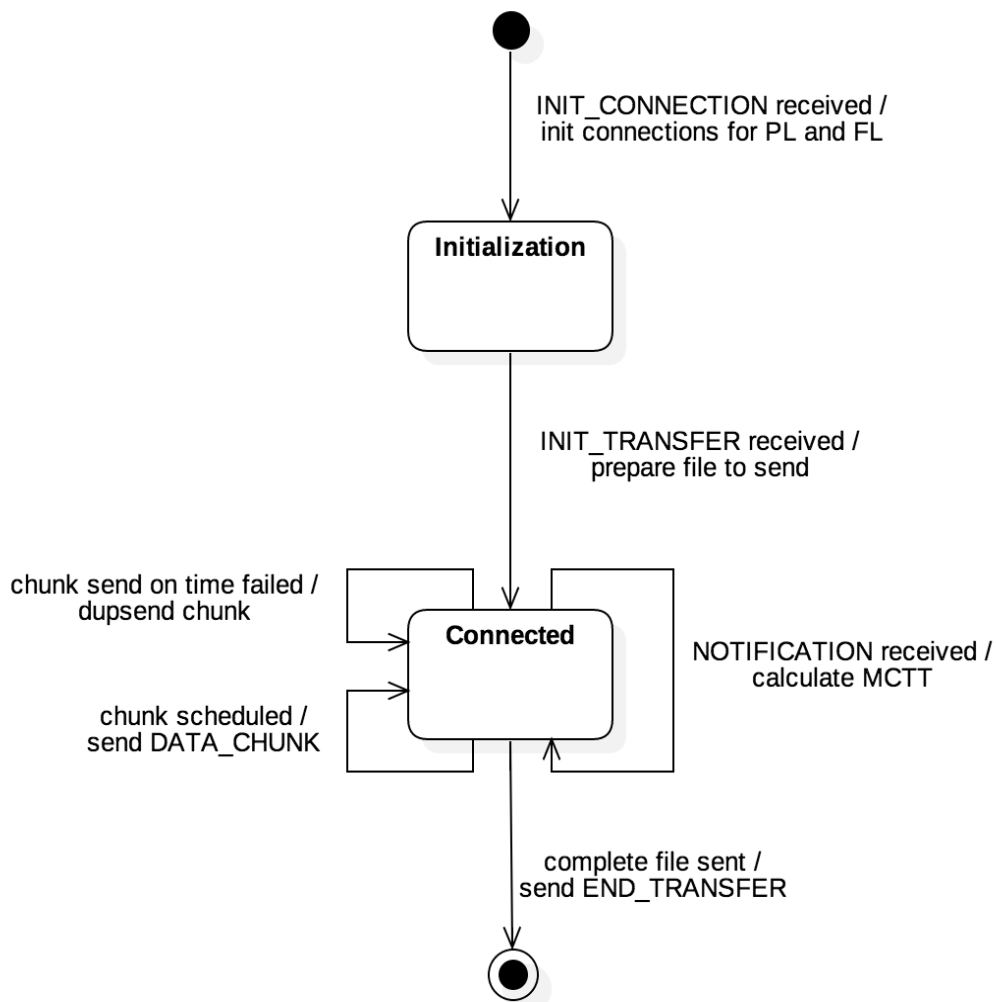 INIT_CONNECTION received /
init connections for PL and FL
Initialization
INIT_TRANSFER received /
prepare file to send
chunk send on time failed /
dupsend chunk
Connected
NOTIFICATION received /
calculate MCTT
chunk scheduled /
send DATA_CHUNK
complete file sent /
send END_TRANSFER